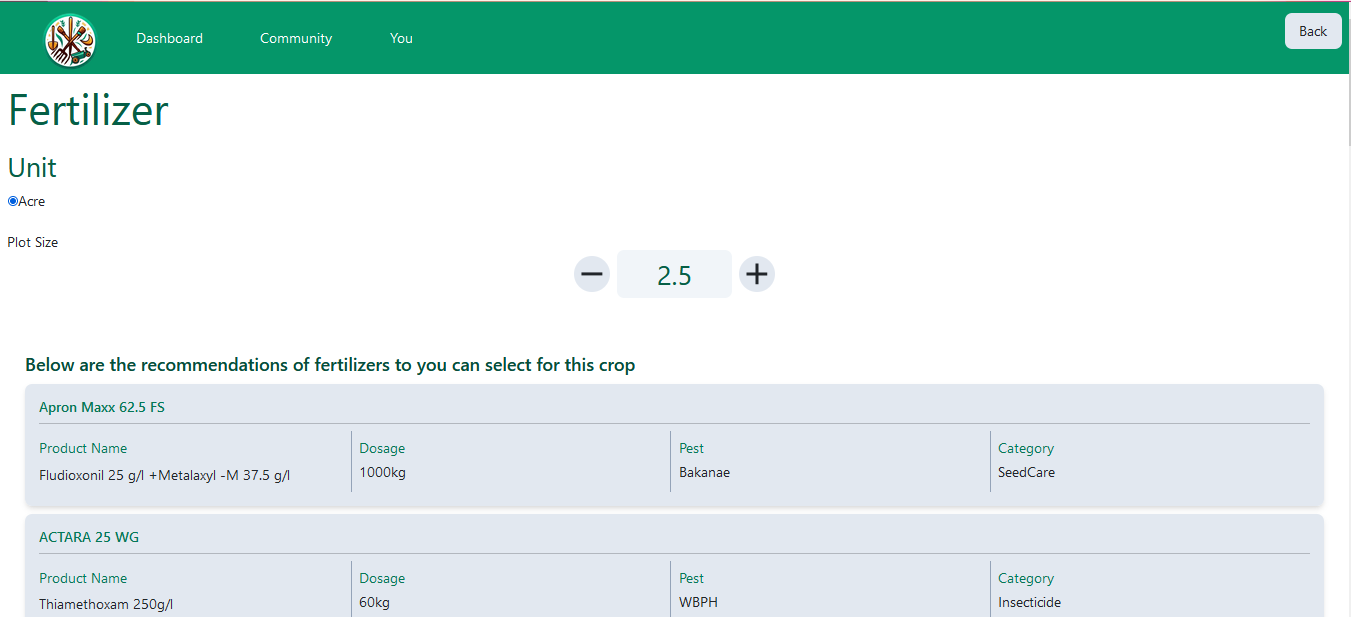 Dashboard Community You Back
Fertilizer
Unit
Acre
Plot Size
2.5
Below are the recommendations of fertilizers to you can select for this crop
Apron Maxx 62.5 FS
Product Name Dosage Pest Category
Fludioxonil 25 g/l +Metalaxyl -M 37.5 g/l 1000kg Bakanae SeedCare
ACTARA 25 WG
Product Name Dosage Pest Category
Thiamethoxam 250g/l 60kg WBPH Insecticide